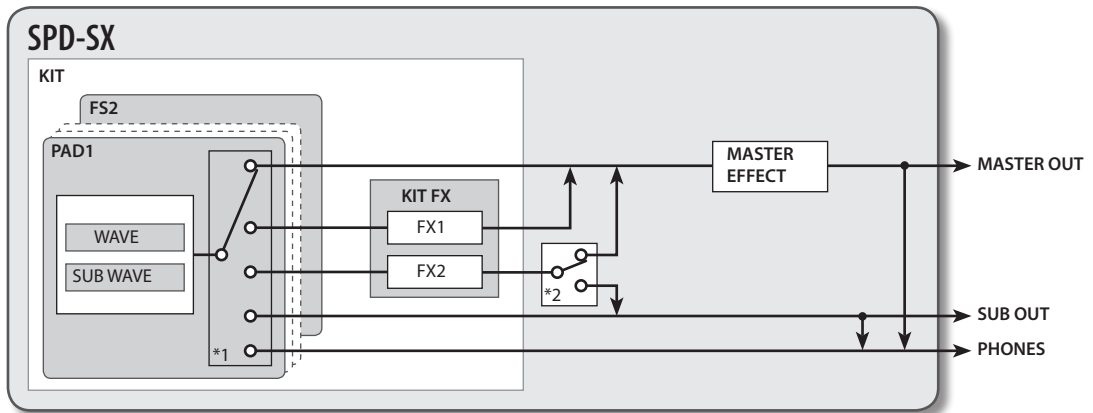 SPD-SX
KIT
FS2
PAD1
WAVE
SUB WAVE
*1
KIT FX
FX1
FX2
*2
MASTER
EFFECT
MASTER OUT
SUB OUT
PHONES